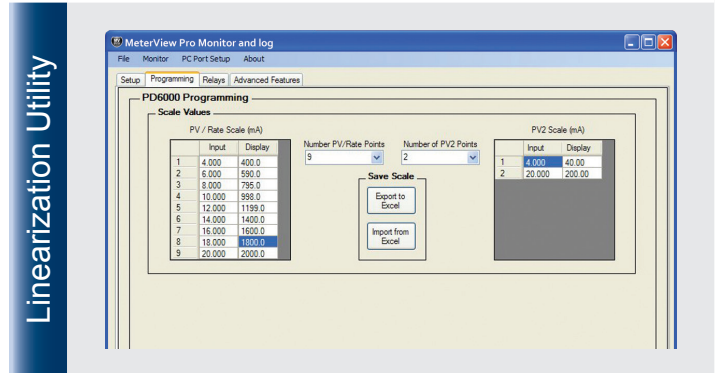 Linearization Utility
MeterView Pro Monitor and log
File Monitor PC Port Setup About
Setup Programming Relays Advanced Features
PD6000 Programming
Scale Values
PV / Rate Scale (mA)
Input Display
1 4.000 400.0
2 6.000 590.0
3 8.000 795.0
4 10.000 998.0
5 12.000 1199.0
6 14.000 1400.0
7 16.000 1600.0
8 18.000 1800.0
9 20.000 2000.0
Number PV/Rate Points
9
Number of PV2 Points
2
Save Scale
Export to
Excel
Import from
Excel
PV2 Scale (mA)
Input Display
1 4.000 40.00
2 20.000 200.00